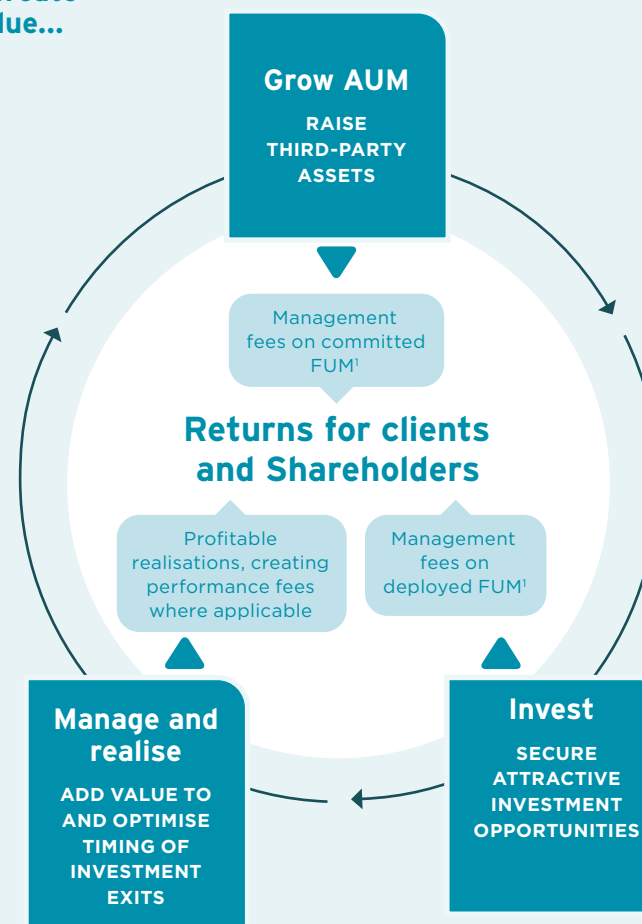 lue...
Grow AUM
RAISE
THIRD-PARTY
ASSETS
Management
fees on committed
FUM¹
Returns for clients
and Shareholders
Profitable
realisations, creating
performance fees
where applicable
Management
fees on
deployed FUM¹
Manage and
realise
ADD VALUE TO
AND OPTIMISE
TIMING OF
INVESTMENT
EXITS
Invest
SECURE
ATTRACTIVE
INVESTMENT
OPPORTUNITIES